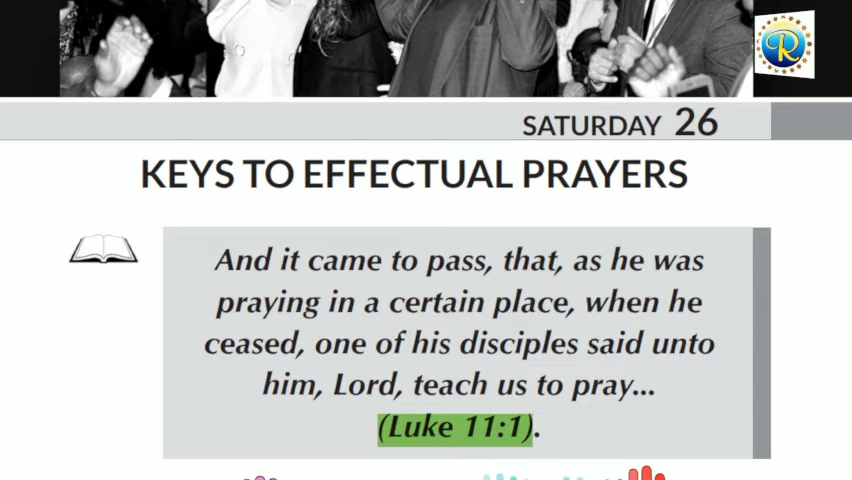 R
SATURDAY 26
KEYS TO EFFECTUAL PRAYERS
And it came to pass, that, as he was
praying in a certain place, when he
ceased, one of his disciples said unto
him, Lord, teach us to pray...
(Luke 11:1).